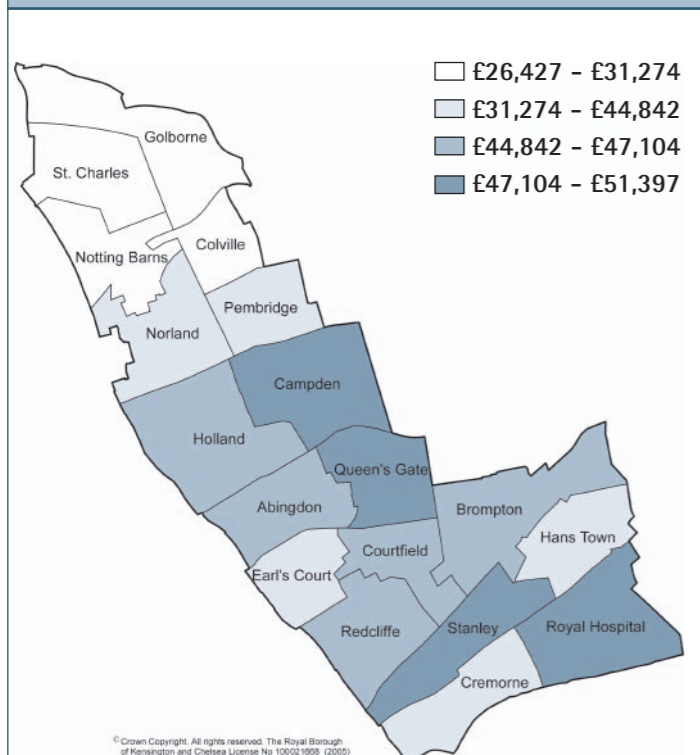 £26,427 - £31,274
£31,274 - £44,842
£44,842 - £47,104
£47,104 - £51,397
Golborne
St. Charles
Colville
Notting Barns
Pembridge
Norland
Campden
Holland
Queen's Gate
Abingdon
Brompton
Hans Town
Courtfield
Earl's Court
Redcliffe
Stanley
Royal Hospital
Cremorne
© Crown Copyright. All rights reserved. The Royal Borough
of Kensington and Chelsea License No 100021668 (2005)